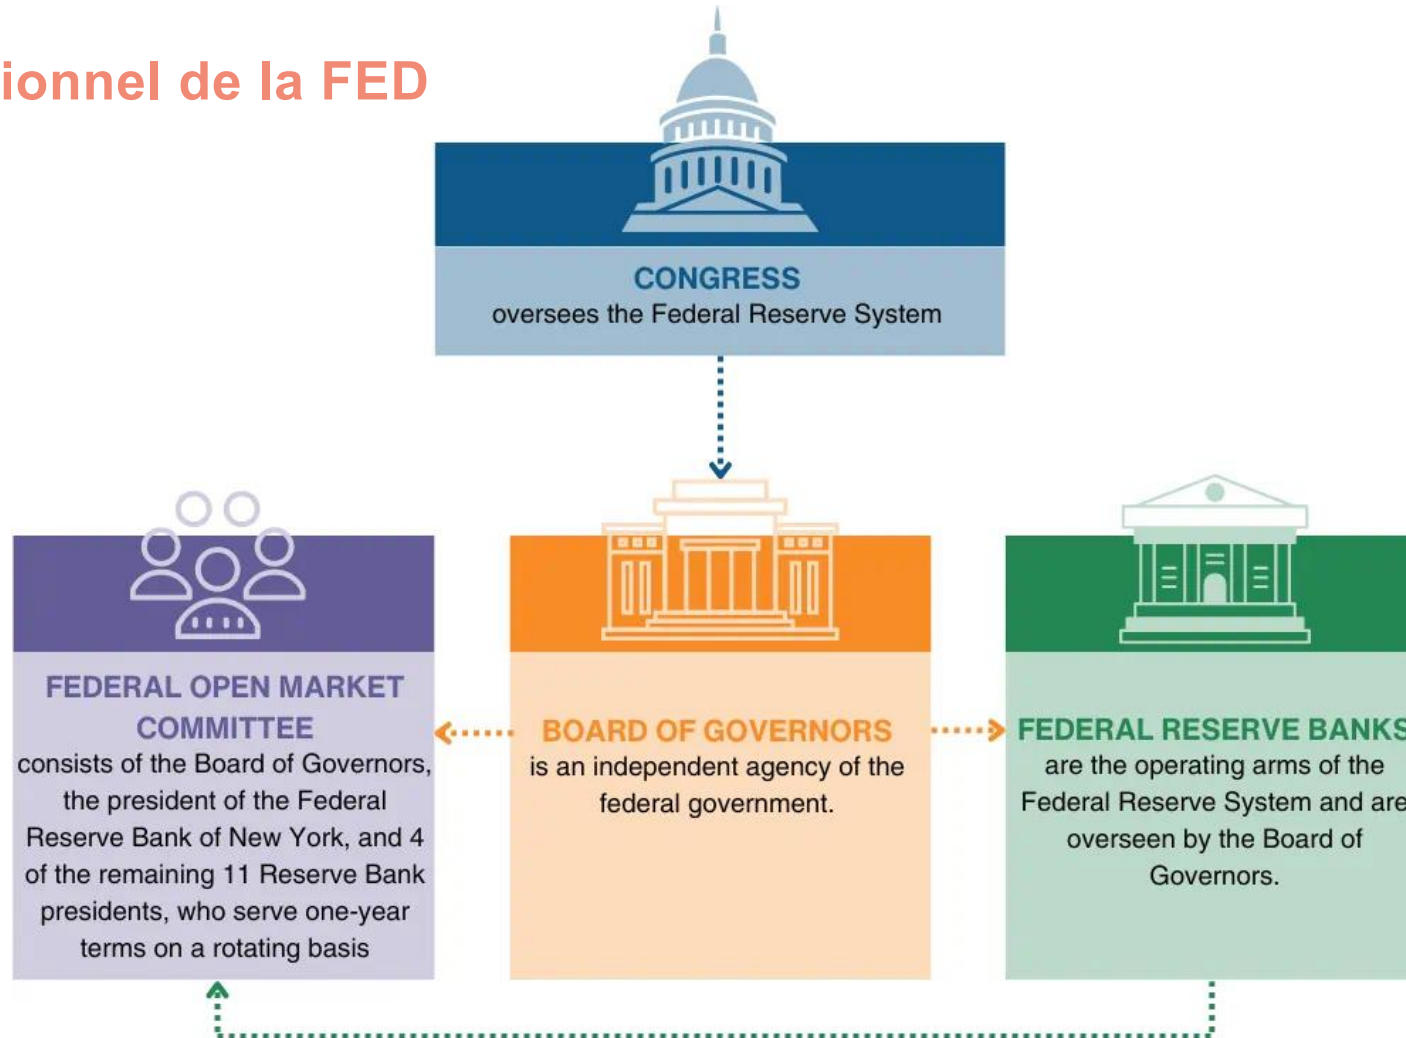 ionnel de la FED
CONGRESS
oversees the Federal Reserve System
FEDERAL OPEN MARKET
COMMITTEE
consists of the Board of Governors,
the president of the Federal
Reserve Bank of New York, and 4
of the remaining 11 Reserve Bank
presidents, who serve one-year
terms on a rotating basis
BOARD OF GOVERNORS
is an independent agency of the
federal government.
FEDERAL RESERVE BANKS
are the operating arms of the
Federal Reserve System and are
overseen by the Board of
Governors.